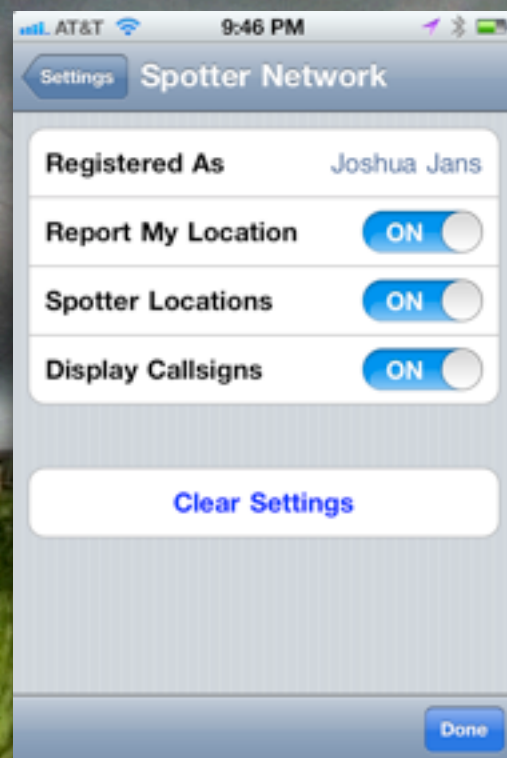 AT&T 9:46 PM
Settings Spotter Network
Registered As Joshua Jans
Report My Location ON
Spotter Locations ON
Display Callsigns ON
Clear Settings
Done